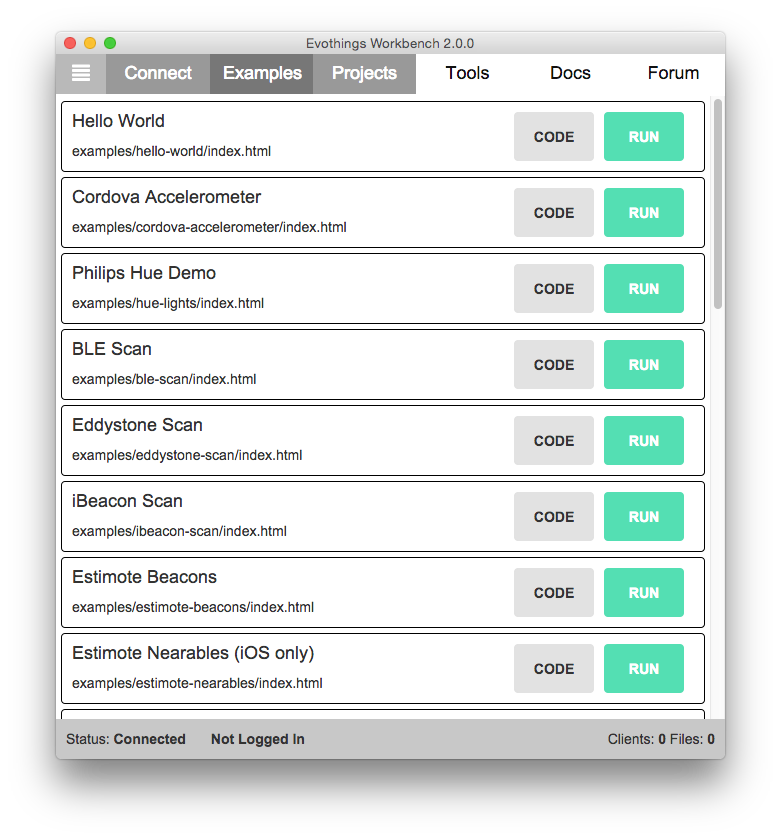 Evothings Workbench 2.0.0
Connect Examples Projects Tools Docs Forum
Hello World
examples/hello-world/index.html
CODE RUN
Cordova Accelerometer
examples/cordova-accelerometer/index.html
CODE RUN
Philips Hue Demo
examples/hue-lights/index.html
CODE RUN
BLE Scan
examples/ble-scan/index.html
CODE RUN
Eddystone Scan
examples/eddystone-scan/index.html
CODE RUN
iBeacon Scan
examples/ibeacon-scan/index.html
CODE RUN
Estimote Beacons
examples/estimote-beacons/index.html
CODE RUN
Estimote Nearables (iOS only)
examples/estimote-nearables/index.html
CODE RUN
Status: Connected Not Logged In Clients: 0 Files: 0